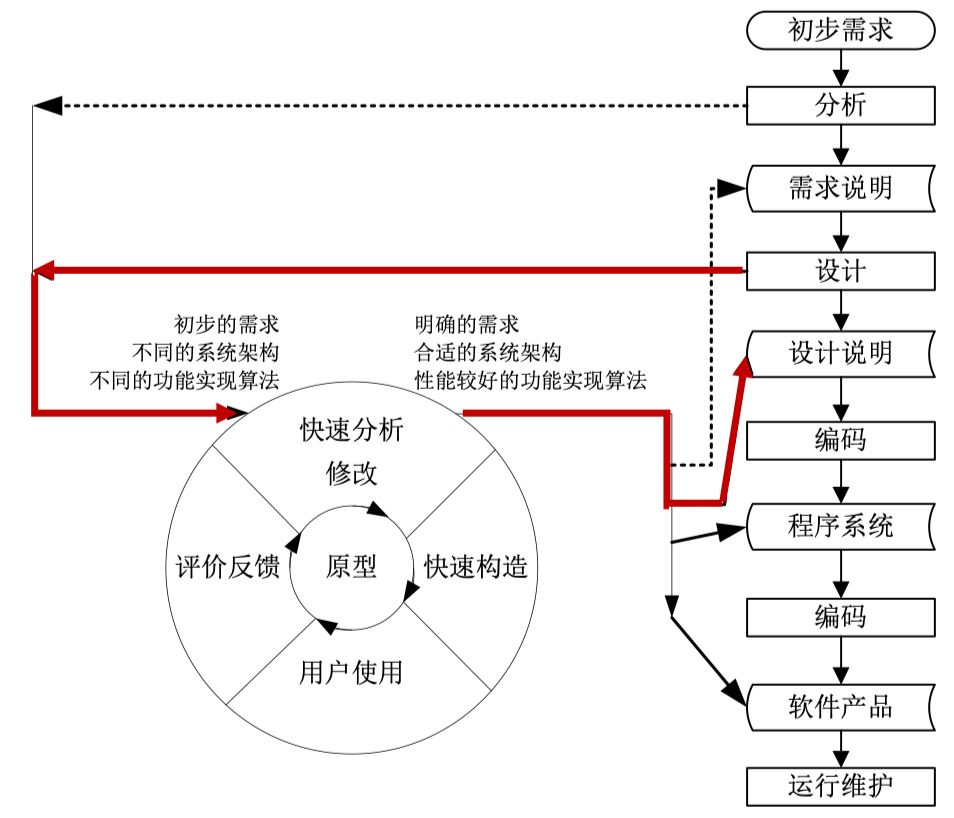 初步需求
分析
需求说明
设计
初步的需求
不同的系统架构
不同的功能实现算法
明确的需求
合适的系统架构
性能较好的功能实现算法
设计说明
快速分析
修改
编码
评价反馈
原型
快速构造
程序系统
编码
用户使用
软件产品
运行维护